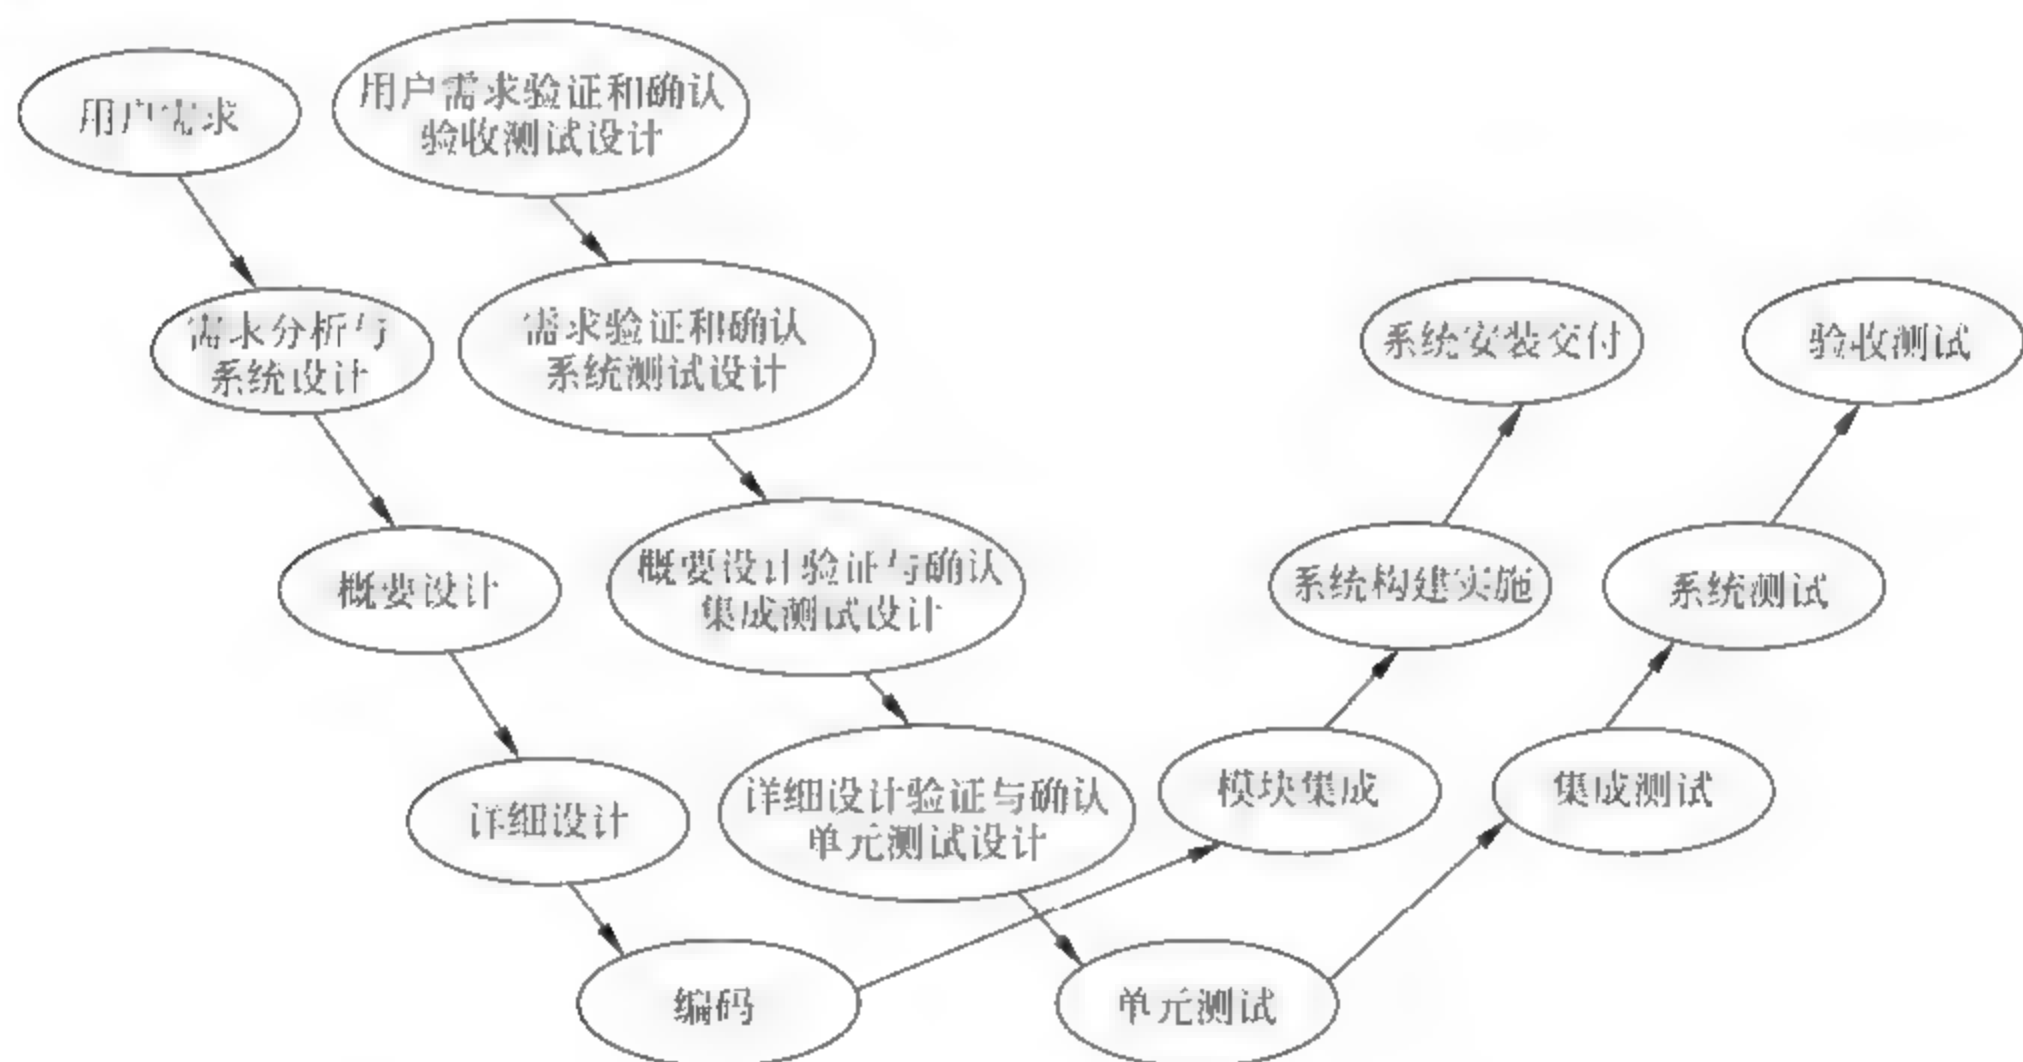 用户需求
用户需求验证和确认
验收测试设计
需求分析与
系统设计
需求验证和确认
系统测试设计
系统安装交付
验收测试
概要设计
概要设计验证与确认
集成测试设计
系统构建实施
系统测试
详细设计
详细设计验证与确认
单元测试设计
模块集成
集成测试
编码
单元测试